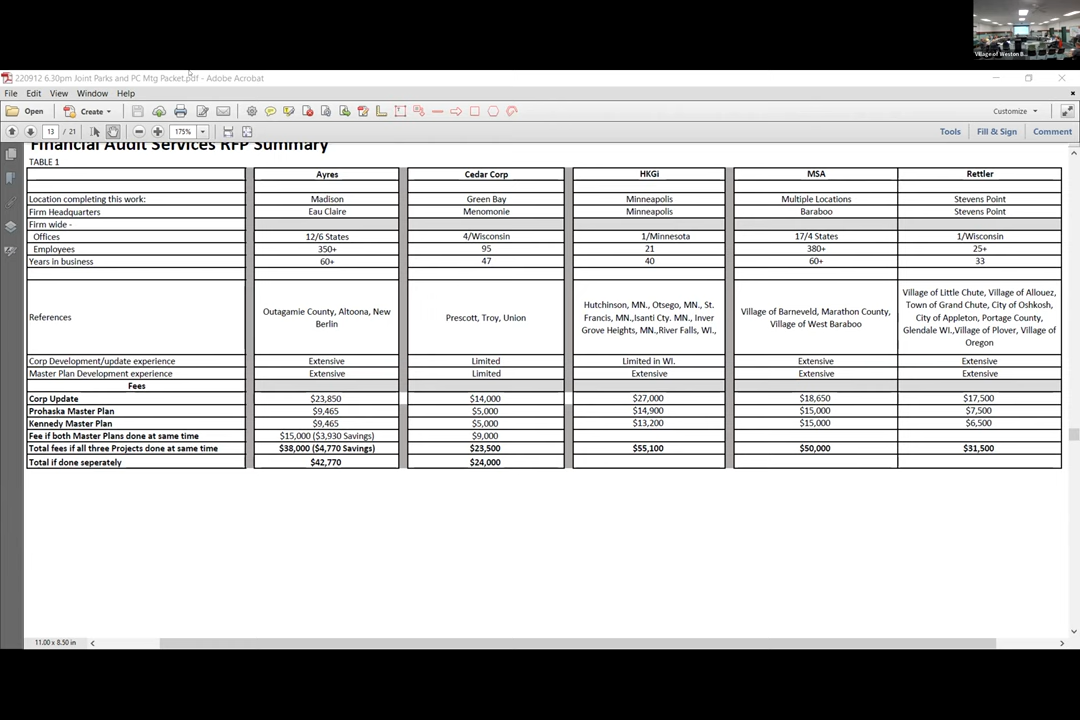 Village of Weston B...
220912 6.30pm Joint Parks and PC Mtg Packet.pdf - Adobe Acrobat
File Edit View Window Help
Open Create Customize
13 / 21 175% Tools Fill & Sign Comment
Financial Audit Services RFP Summary
TABLE 1
Ayres Cedar Corp HKGi MSA Rettler
Location completing this work: Madison Green Bay Minneapolis Multiple Locations Stevens Point
Firm Headquarters Eau Claire Menomonie Minneapolis Baraboo Stevens Point
Firm wide -
Offices 12/6 States 4/Wisconsin 1/Minnesota 17/4 States 1/Wisconsin
Employees 350+ 95 21 380+ 25+
Years in business 60+ 47 40 60+ 33
References
Outagamie County, Altoona, New
Berlin
Prescott, Troy, Union
Hutchinson, MN., Otsego, MN., St.
Francis, MN.,Isanti Cty. MN., Inver
Grove Heights, MN.,River Falls, WI.,
Village of Barneveld, Marathon County,
Village of West Baraboo
Village of Little Chute, Village of Allouez,
Town of Grand Chute, City of Oshkosh,
City of Appleton, Portage County,
Glendale WI.,Village of Plover, Village of
Oregon
Corp Development/update experience Extensive Limited Limited in WI. Extensive Extensive
Master Plan Development experience Extensive Limited Extensive Extensive Extensive
Fees
Corp Update $23,850 $14,000 $27,000 $18,650 $17,500
Prohaska Master Plan $9,465 $5,000 $14,900 $15,000 $7,500
Kennedy Master Plan $9,465 $5,000 $13,200 $15,000 $6,500
Fee if both Master Plans done at same time $15,000 ($3,930 Savings) $9,000
Total fees if all three Projects done at same time $38,000 ($4,770 Savings) $23,500 $55,100 $50,000 $31,500
Total if done seperately $42,770 $24,000
11.00 x 8.50 in